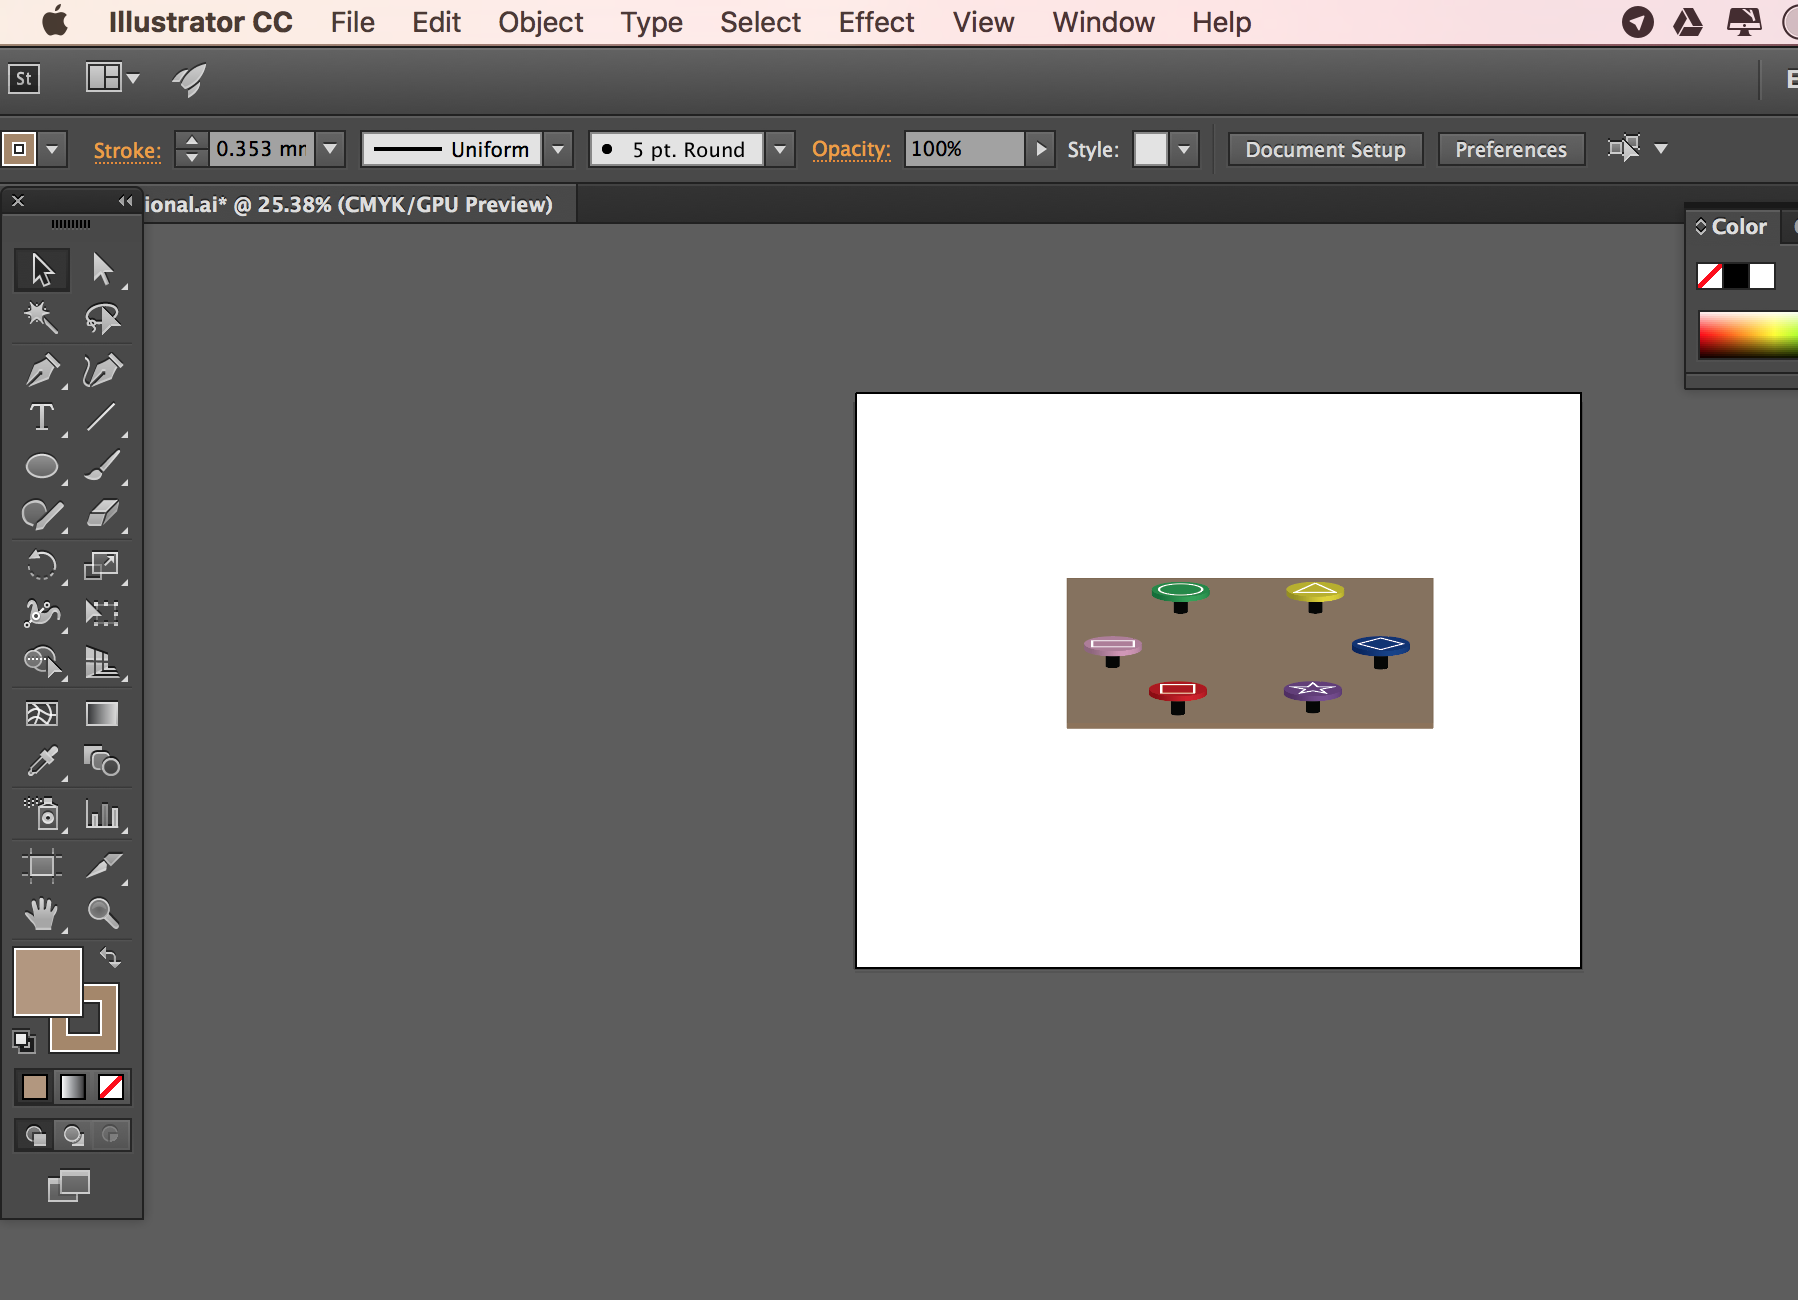 Illustrator CC File Edit Object Type Select Effect View Window Help
St
Stroke: 0.353 mm Uniform 5 pt. Round Opacity: 100% Style: Document Setup Preferences
ional.ai* @ 25.38% (CMYK/GPU Preview)
Color
T